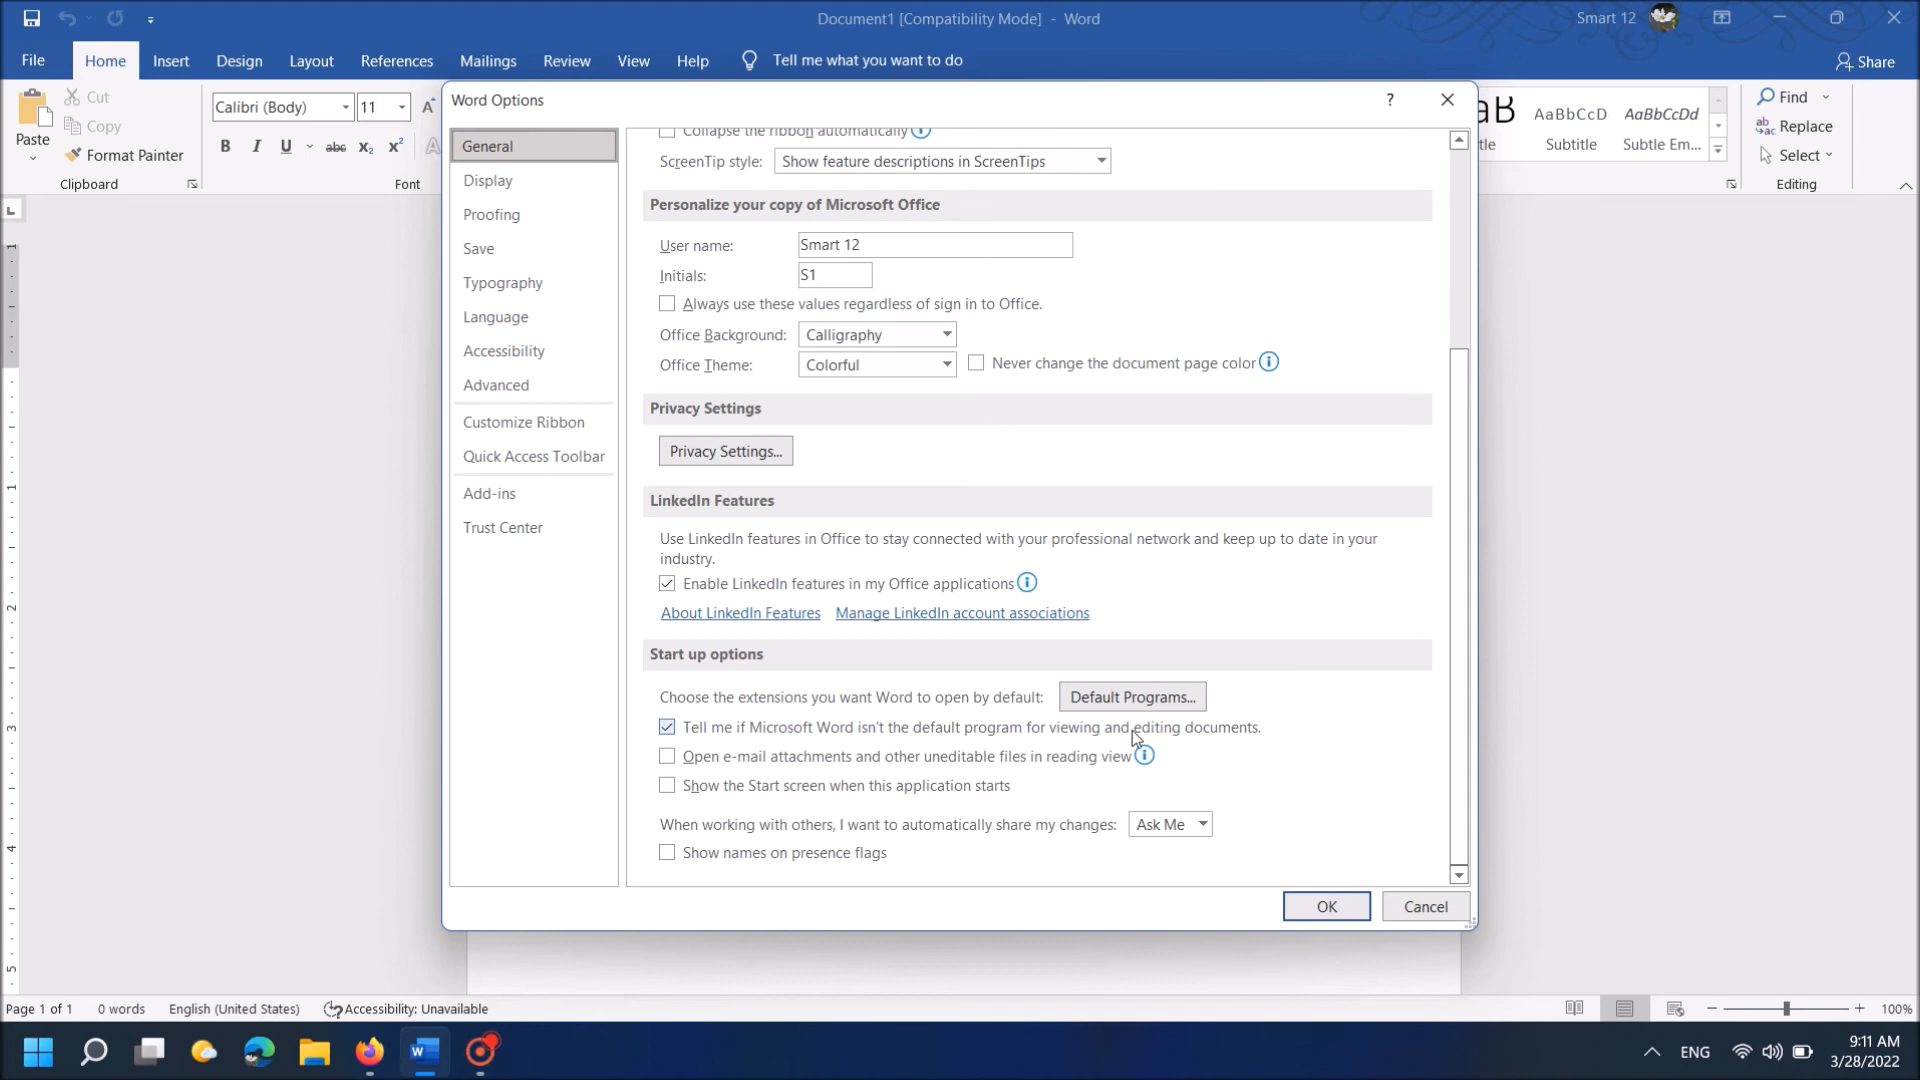 Document1 [Compatibility Mode] - Word
Smart 12
File
Home
Insert
Design
Layout
References
Mailings
Review
View
Help
Tell me what you want to do
Share
Paste
Cut
Copy
Format Painter
Clipboard
Calibri (Body)
11
A
B I U abc x₂ x²
Font
Word Options
?
General
Display
Proofing
Save
Typography
Language
Accessibility
Advanced
Customize Ribbon
Quick Access Toolbar
Add-ins
Trust Center
Collapse the ribbon automatically
ScreenTip style: Show feature descriptions in ScreenTips
Personalize your copy of Microsoft Office
User name: Smart 12
Initials: S1
Always use these values regardless of sign in to Office.
Office Background: Calligraphy
Office Theme: Colorful
Never change the document page color
Privacy Settings
Privacy Settings...
LinkedIn Features
Use LinkedIn features in Office to stay connected with your professional network and keep up to date in your
industry.
Enable LinkedIn features in my Office applications
About LinkedIn Features Manage LinkedIn account associations
Start up options
Choose the extensions you want Word to open by default: Default Programs...
Tell me if Microsoft Word isn't the default program for viewing and editing documents.
Open e-mail attachments and other uneditable files in reading view
Show the Start screen when this application starts
When working with others, I want to automatically share my changes: Ask Me
Show names on presence flags
OK
Cancel
AaBbCcD
Subtitle
AaBbCcDd
Subtle Em...
Find
Replace
Select
Editing
Page 1 of 1
0 words
English (United States)
Accessibility: Unavailable
100%
ENG
9:11 AM
3/28/2022